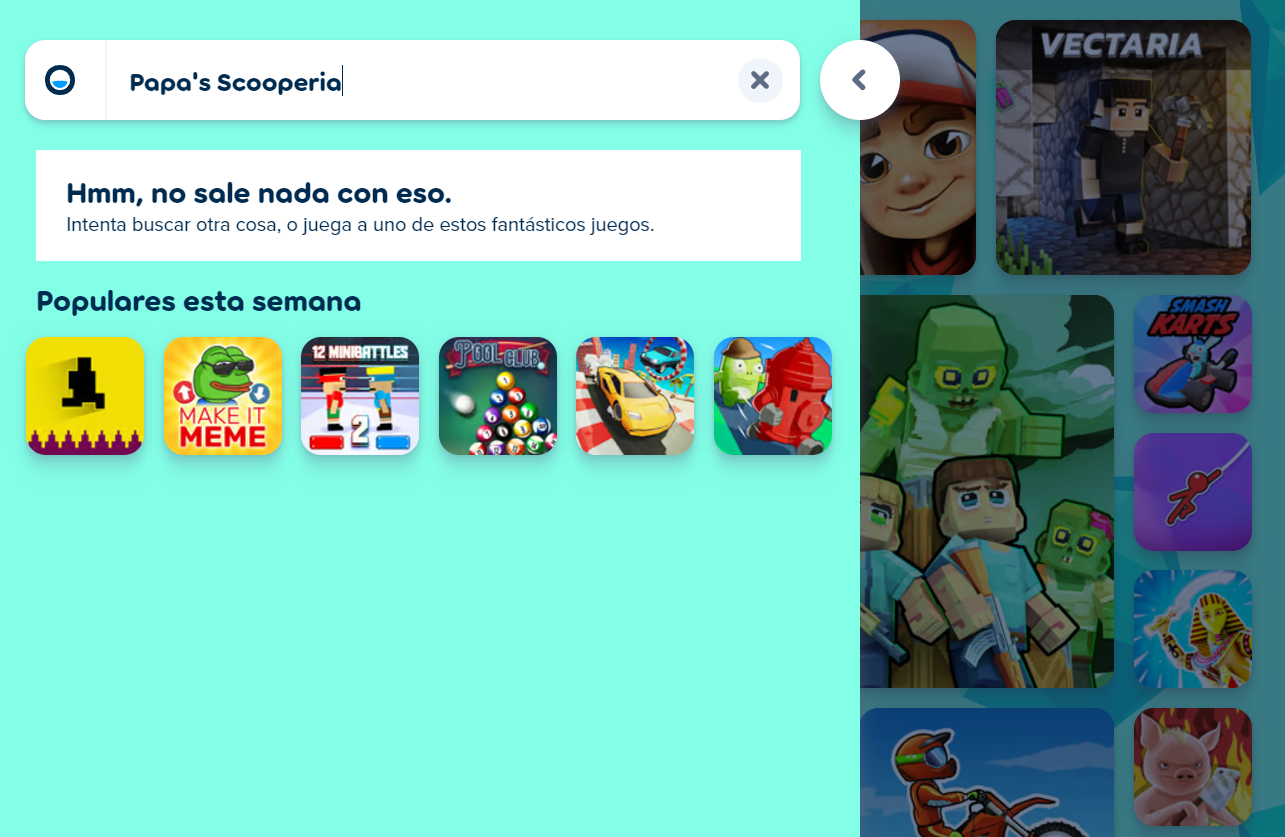 Papa's Scooperia
Hmm, no sale nada con eso.
Intenta buscar otra cosa, o juega a uno de estos fantásticos juegos.
Populares esta semana
MAKE IT
MEME
12 MINIBATTLES
2
POOL CLUB
VECTARIA
SMASH
KARTS